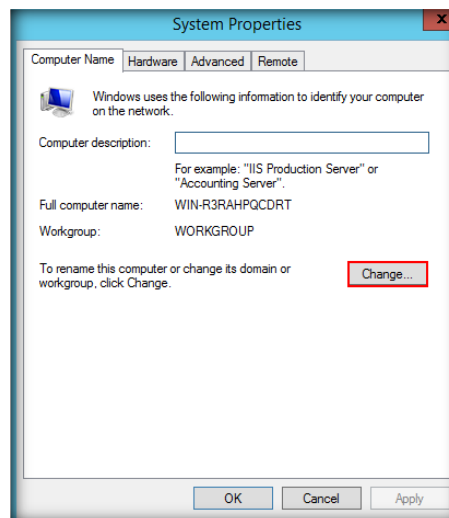 System Properties
x
Computer Name Hardware Advanced Remote
Windows uses the following information to identify your computer
on the network.
Computer description:
For example: "IIS Production Server" or
"Accounting Server".
Full computer name: WIN-R3RAHPQCDRT
Workgroup: WORKGROUP
To rename this computer or change its domain or
workgroup, click Change.
Change...
OK Cancel Apply